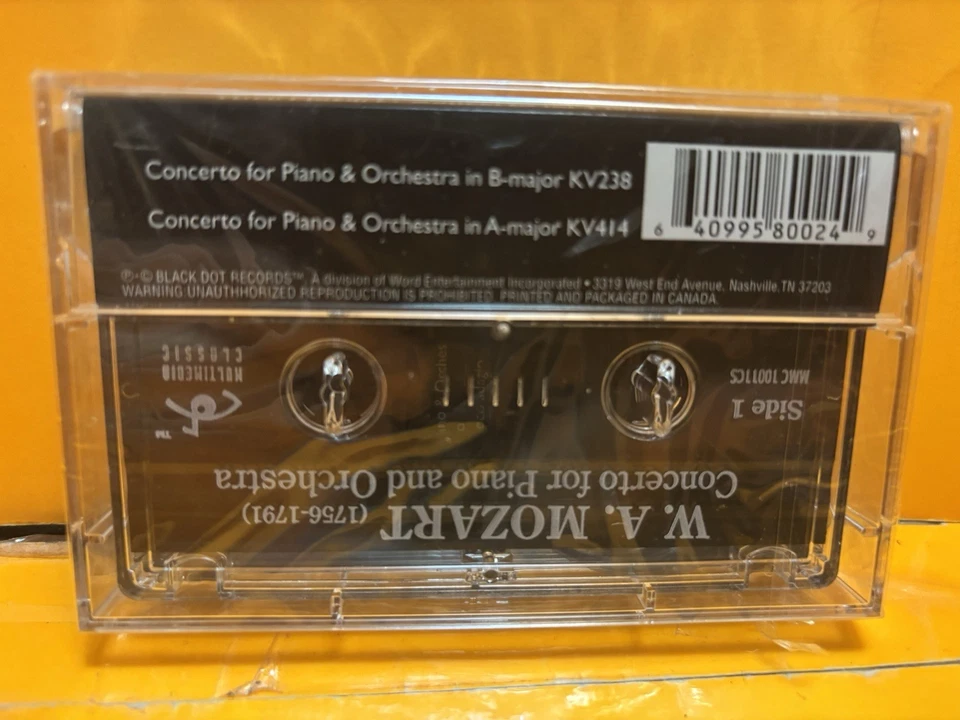 Concerto for Piano & Orchestra in B-major KV238
Concerto for Piano & Orchestra in A-major KV414
6 40995 80024 9
℗·© BLACK DOT RECORDS™ A division of Word Entertainment Incorporated • 3319 West End Avenue, Nashville, TN 37203
WARNING UNAUTHHORIZED REPRODUCTION IS PROHIBITED. PRINTED AND PACKAGED IN CANADA.
W. A. MOZART (1756-1791)
Concerto for Piano and Orchestra
Side 1
MMC 10011CS
TM
MULTIMEDIA
CLASSIC